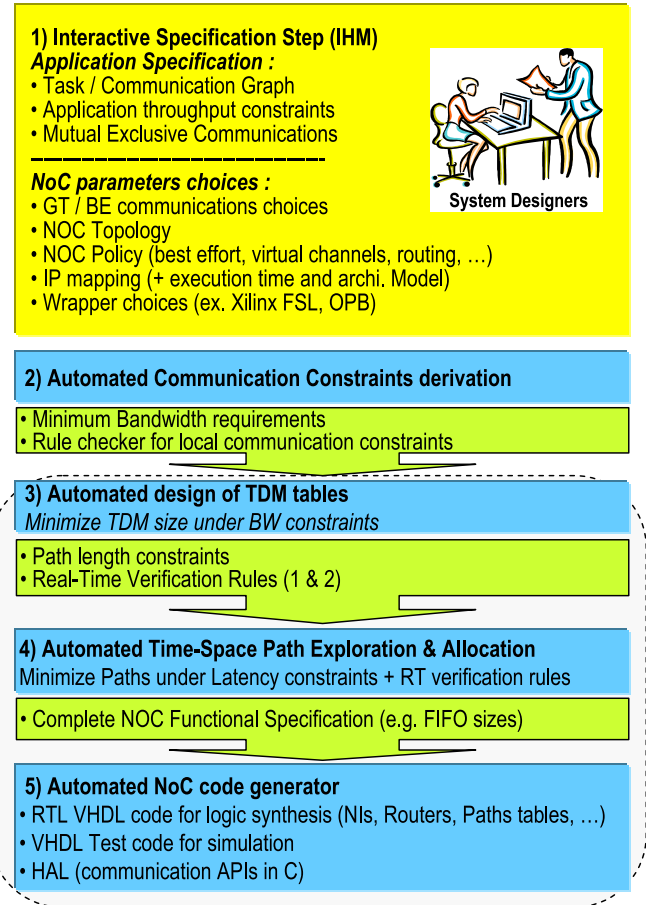 1) Interactive Specification Step (IHM)
Application Specification :
• Task / Communication Graph
• Application throughput constraints
• Mutual Exclusive Communications
System Designers
NoC parameters choices :
• GT / BE communications choices
• NOC Topology
• NOC Policy (best effort, virtual channels, routing, …)
• IP mapping (+ execution time and archi. Model)
• Wrapper choices (ex. Xilinx FSL, OPB)
2) Automated Communication Constraints derivation
• Minimum Bandwidth requirements
• Rule checker for local communication constraints
3) Automated design of TDM tables
Minimize TDM size under BW constraints
• Path length constraints
• Real-Time Verification Rules (1 & 2)
4) Automated Time-Space Path Exploration & Allocation
Minimize Paths under Latency constraints + RT verification rules
• Complete NOC Functional Specification (e.g. FIFO sizes)
5) Automated NoC code generator
• RTL VHDL code for logic synthesis (NIs, Routers, Paths tables, …)
• VHDL Test code for simulation
• HAL (communication APIs in C)